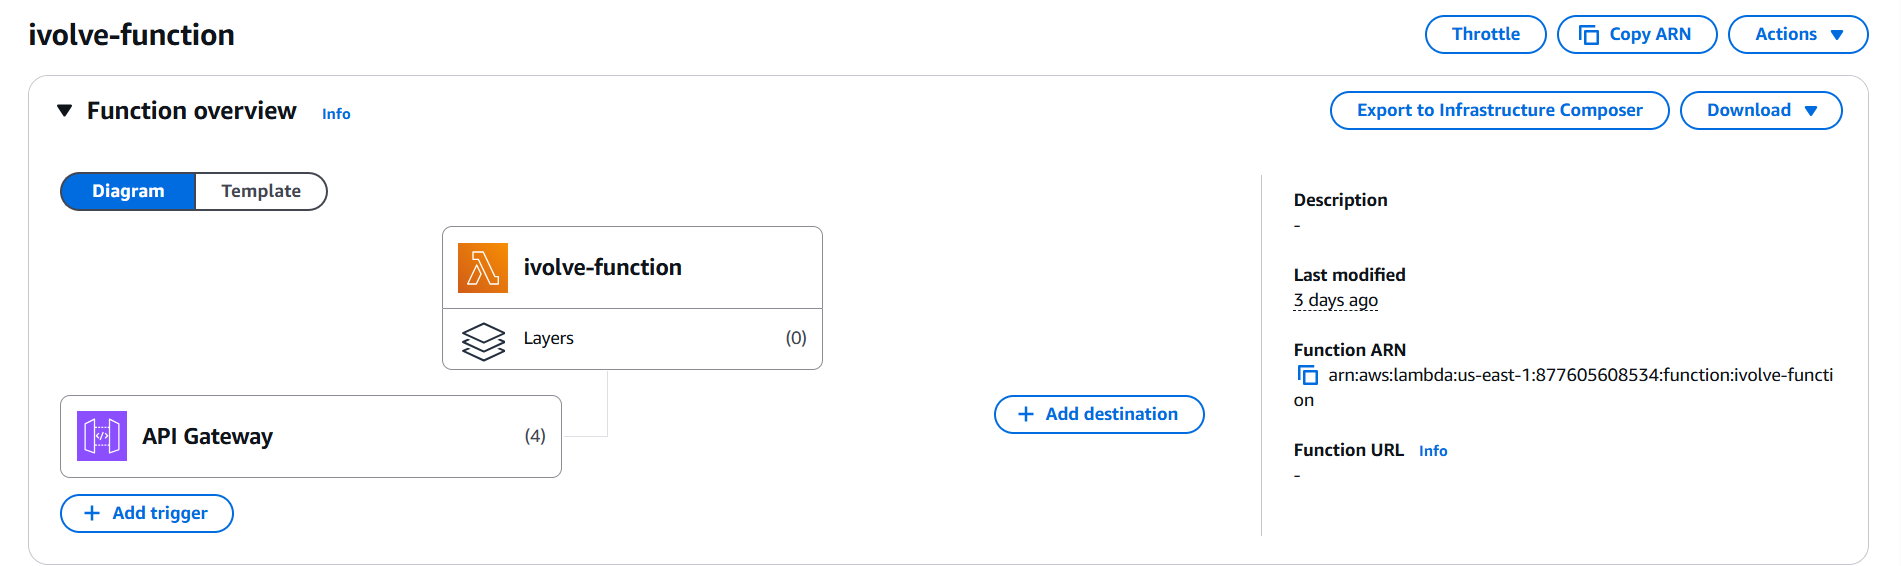 ivolve-function
Throttle
Copy ARN
Actions
Function overview Info
Export to Infrastructure Composer
Download
Diagram
Template
ivolve-function
Layers (0)
API Gateway (4)
+ Add trigger
+ Add destination
Description
-
Last modified
3 days ago
Function ARN
arn:aws:lambda:us-east-1:877605608534:function:ivolve-functi
on
Function URL Info
-